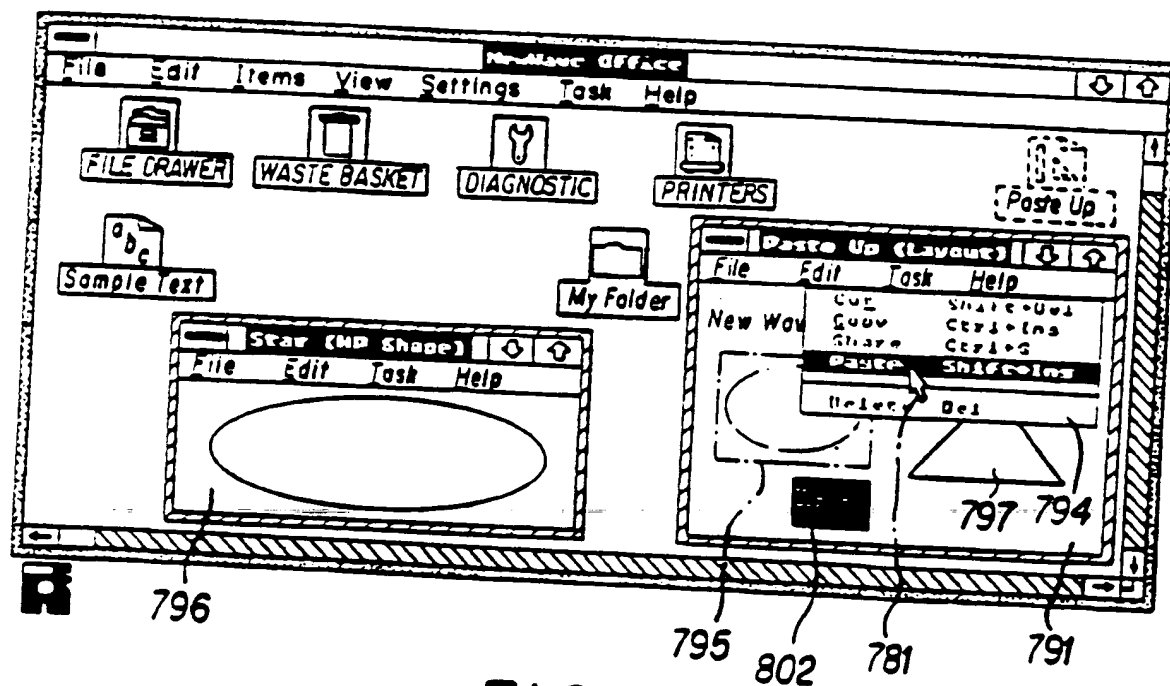 NewWave Office
File Edit Items View Settings Task Help
FILE DRAWER WASTE BASKET DIAGNOSTIC PRINTERS Paste Up
abc
Sample Text
My Folder
Paste Up (Layout)
File Edit Task Help
Cut Shift+Del
New Wav Copy Ctrl+Ins
Share Ctrl+S
Paste Shift+Ins
Delete Del
Star (HP Shape)
File Edit Task Help
797 794
796 795 802 781 791